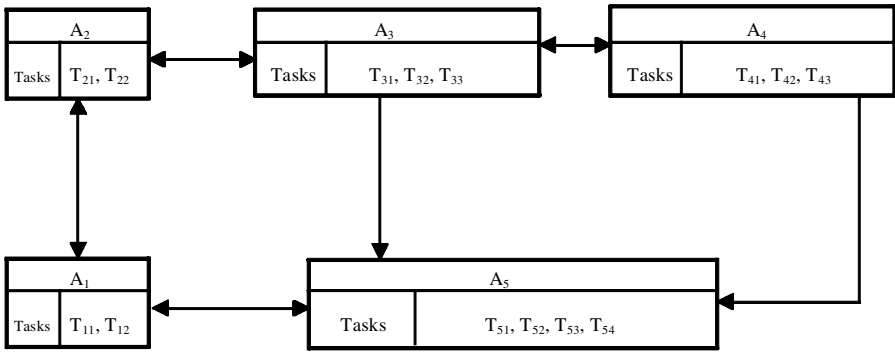 A₂
Tasks T₂₁, T₂₂
A₃
Tasks T₃₁, T₃₂, T₃₃
A₄
Tasks T₄₁, T₄₂, T₄₃
A₁
Tasks T₁₁, T₁₂
A₅
Tasks T₅₁, T₅₂, T₅₃, T₅₄